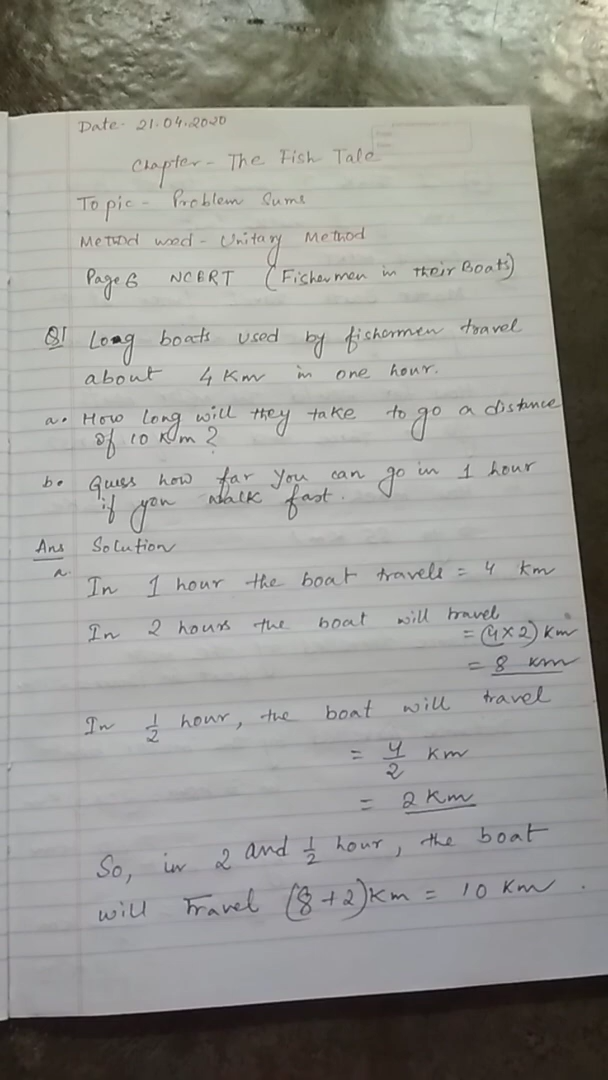 Date- 21.04.2020
Chapter - The Fish Tale
Topic - Problem Sums
Method used - Unitary Method
Page 6 NCERT (Fishermen in their Boats)
Q1 Long boats used by fishermen travel
about 4 Km in one hour.
a. How long will they take to go a distance
of 10 Km?
b. Guess how far you can go in 1 hour
if you walk fast.
Ans Solution
a.
In 1 hour the boat travels = 4 Km
In 2 hours the boat will travel
= (4×2) Km
= 8 km
In 1/2 hour, the boat will travel
= 4/2 Km
= 2 Km
So, in 2 and 1/2 hour, the boat
will Travel (8+2)Km = 10 Km.